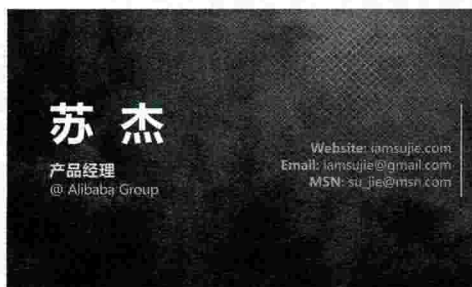 苏 杰
产品经理
@ Alibaba Group
Website: iamsujie.com
Email: iamsujie@gmail.com
MSN: su_jie@msn.com